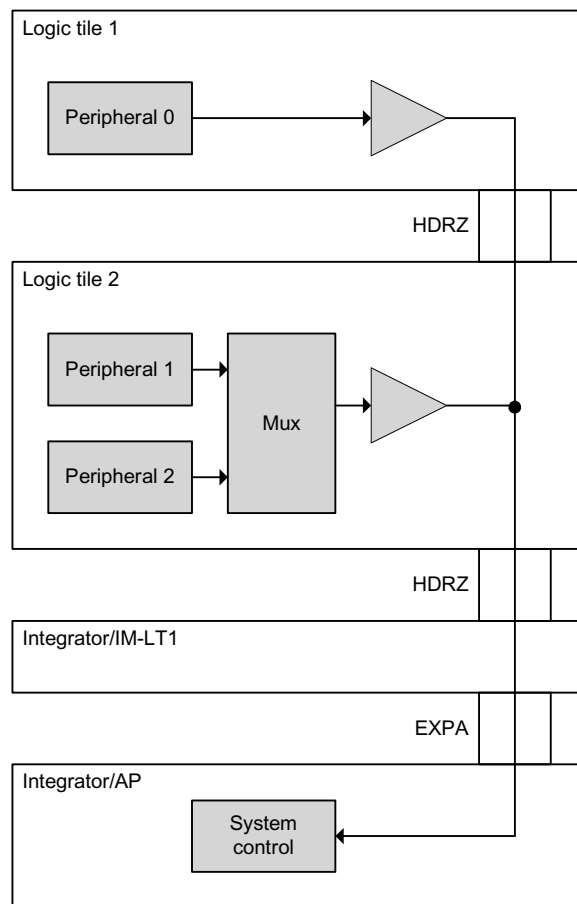 Logic tile 1
Peripheral 0
HDRZ
Logic tile 2
Peripheral 1
Mux
Peripheral 2
HDRZ
Integrator/IM-LT1
EXPA
Integrator/AP
System
control